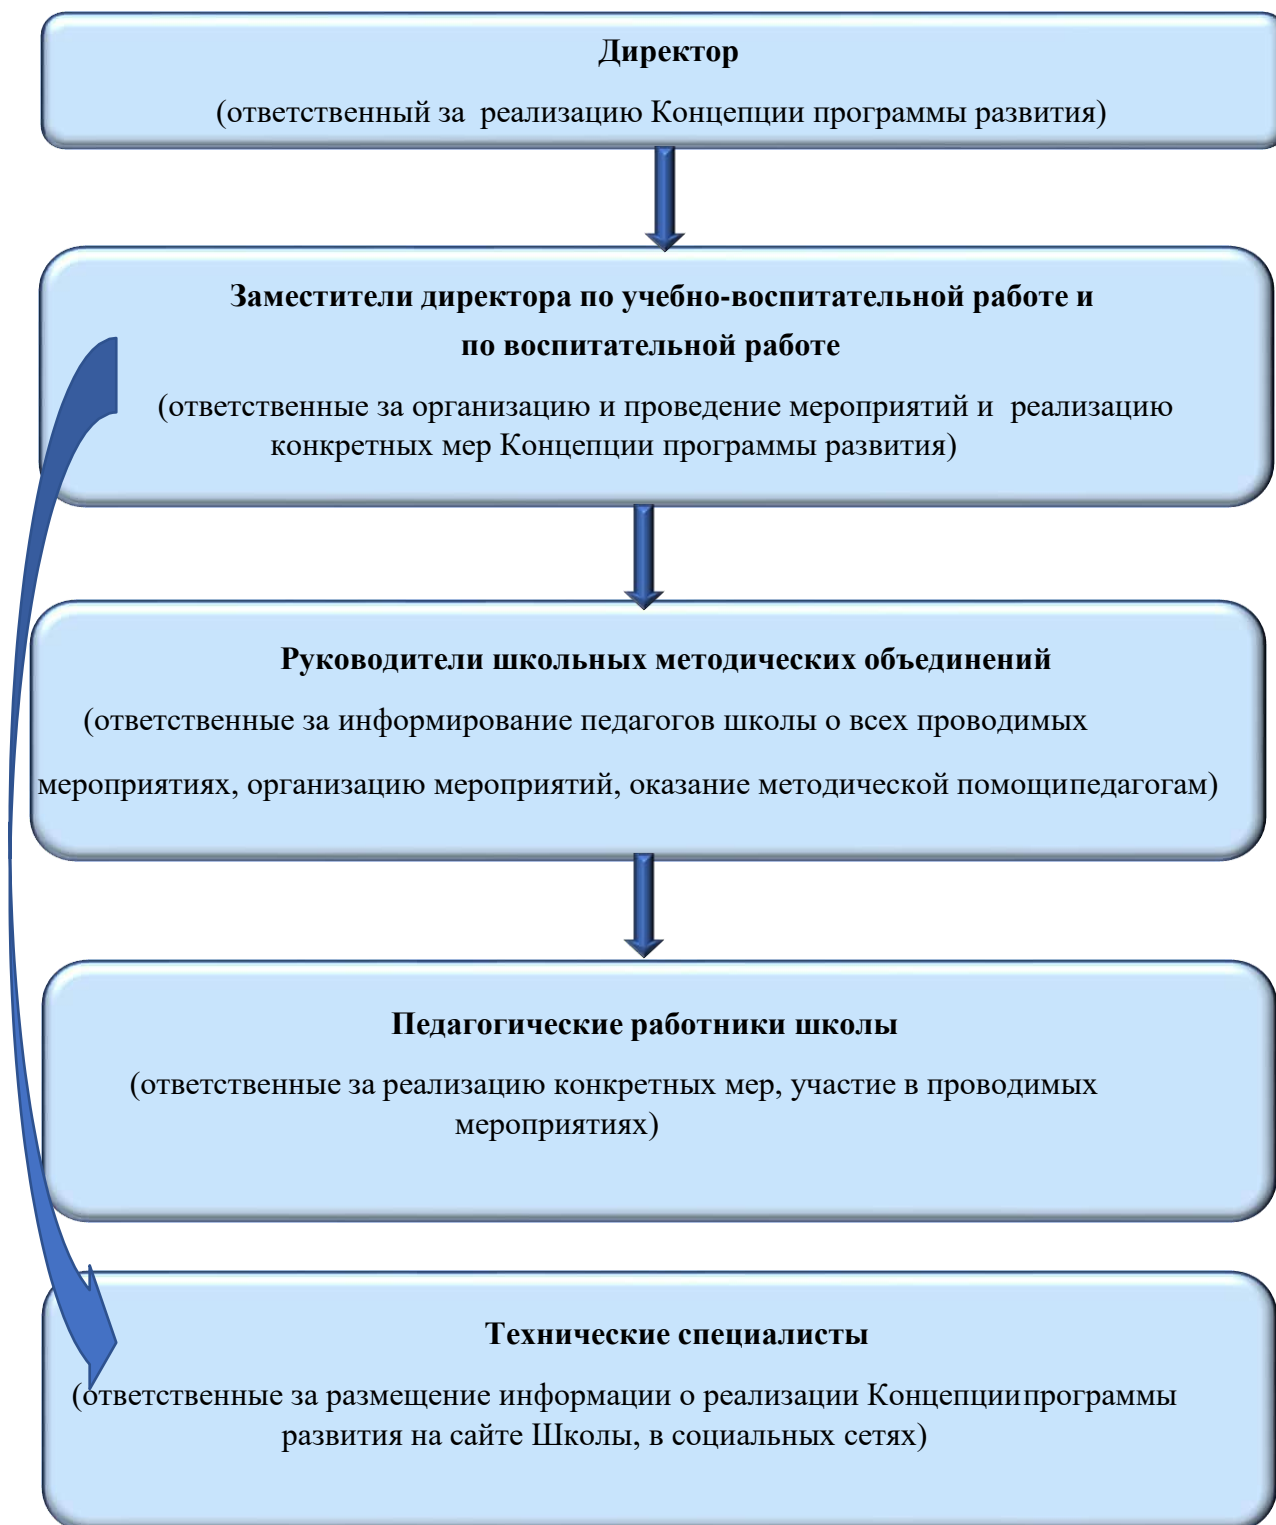 Директор
(ответственный за реализацию Концепции программы развития)
Заместители директора по учебно-воспитательной работе и
по воспитательной работе
(ответственные за организацию и проведение мероприятий и реализацию
конкретных мер Концепции программы развития)
Руководители школьных методических объединений
(ответственные за информирование педагогов школы о всех проводимых
мероприятиях, организацию мероприятий, оказание методической помощипедагогам)
Педагогические работники школы
(ответственные за реализацию конкретных мер, участие в проводимых
мероприятиях)
Технические специалисты
(ответственные за размещение информации о реализации Концепциипрограммы
развития на сайте Школы, в социальных сетях)